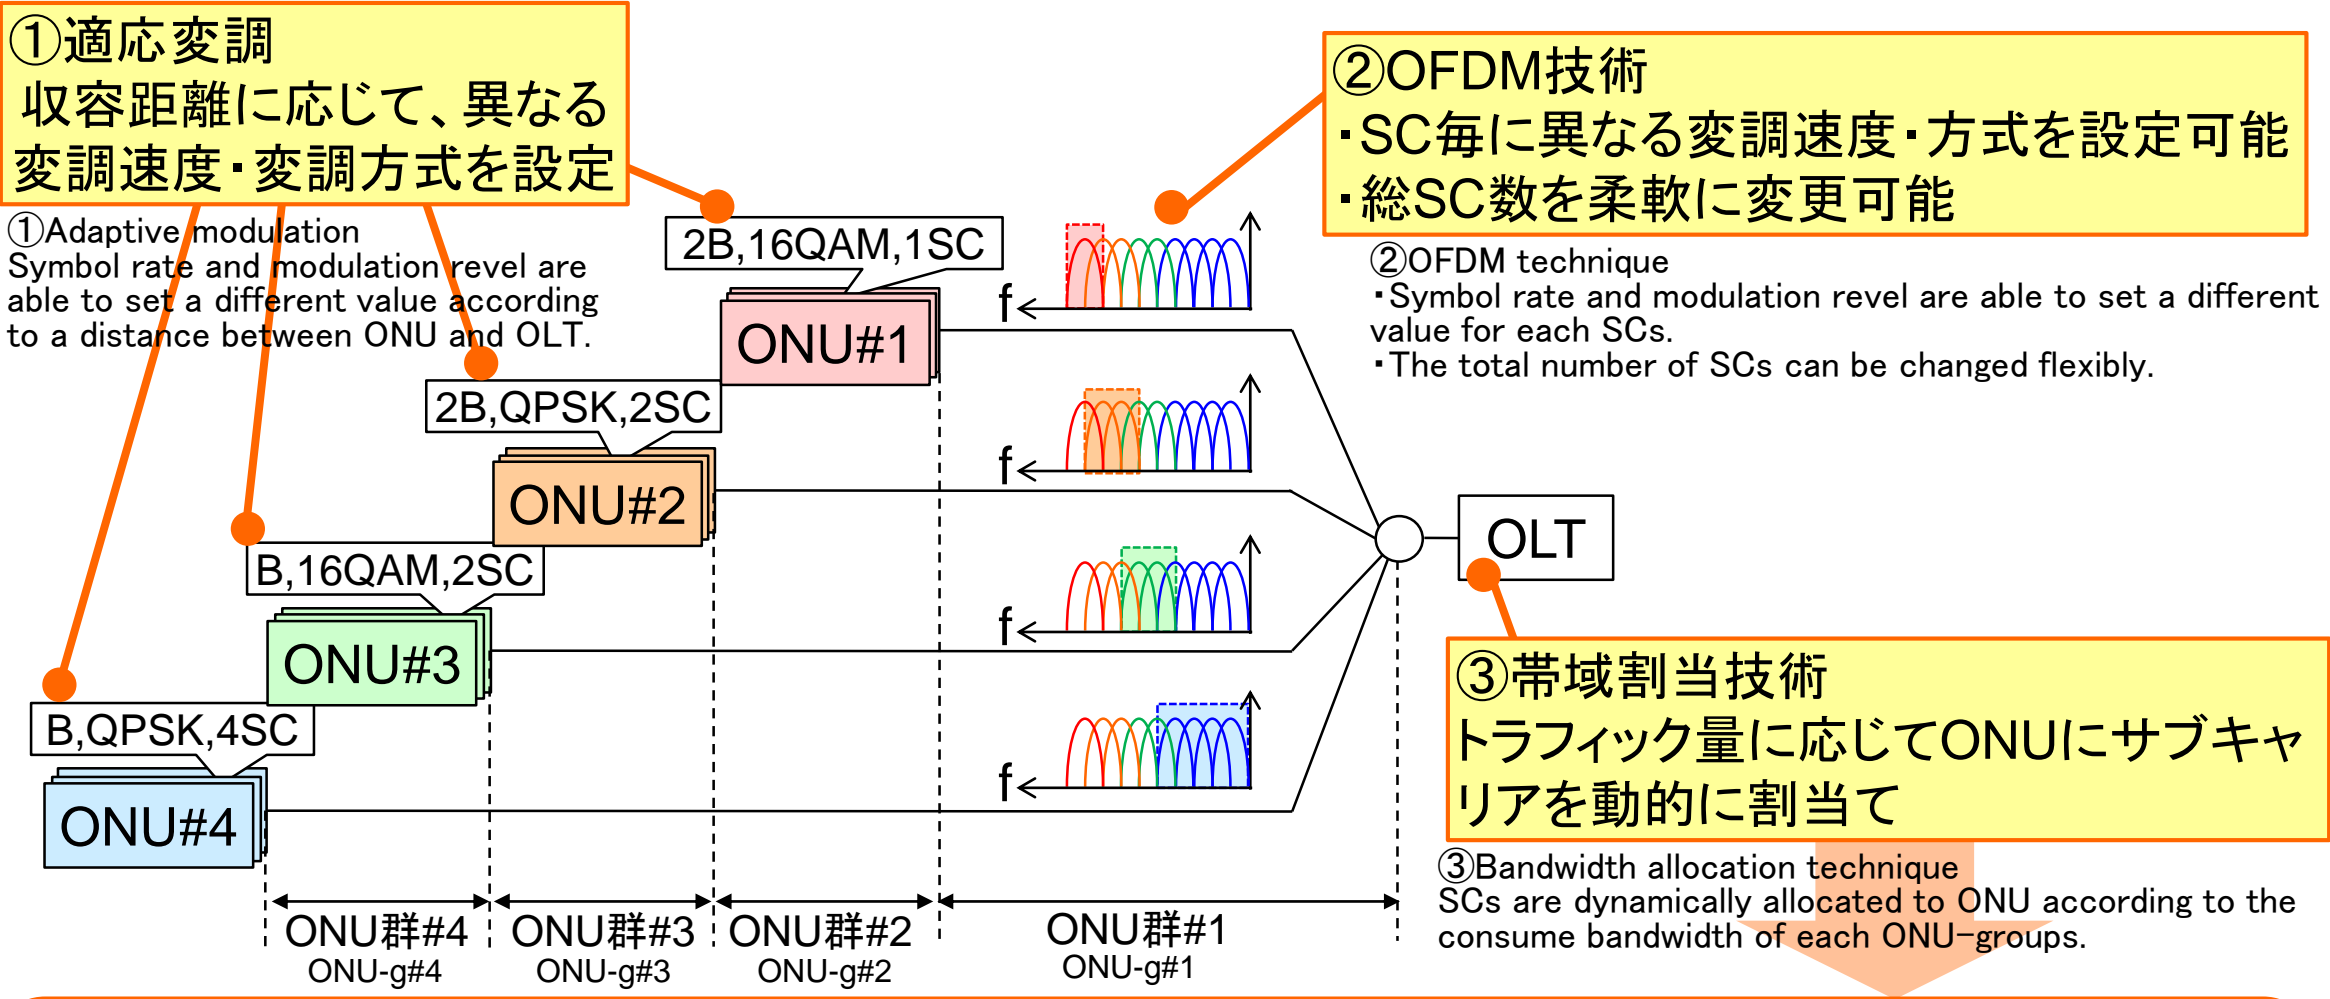 ①適応変調
収容距離に応じて、異なる
変調速度・変調方式を設定
①Adaptive modulation
Symbol rate and modulation revel are
able to set a different value according
to a distance between ONU and OLT.
②OFDM技術
・SC毎に異なる変調速度・方式を設定可能
・総SC数を柔軟に変更可能
②OFDM technique
・Symbol rate and modulation revel are able to set a different
value for each SCs.
・The total number of SCs can be changed flexibly.
2B,16QAM,1SC
f
ONU#1
2B,QPSK,2SC
f
ONU#2
OLT
B,16QAM,2SC
f
ONU#3
B,QPSK,4SC
f
ONU#4
③帯域割当技術
トラフィック量に応じてONUにサブキャ
リアを動的に割当て
③Bandwidth allocation technique
SCs are dynamically allocated to ONU according to the
consume bandwidth of each ONU-groups.
ONU群#4
ONU-g#4
ONU群#3
ONU-g#3
ONU群#2
ONU-g#2
ONU群#1
ONU-g#1